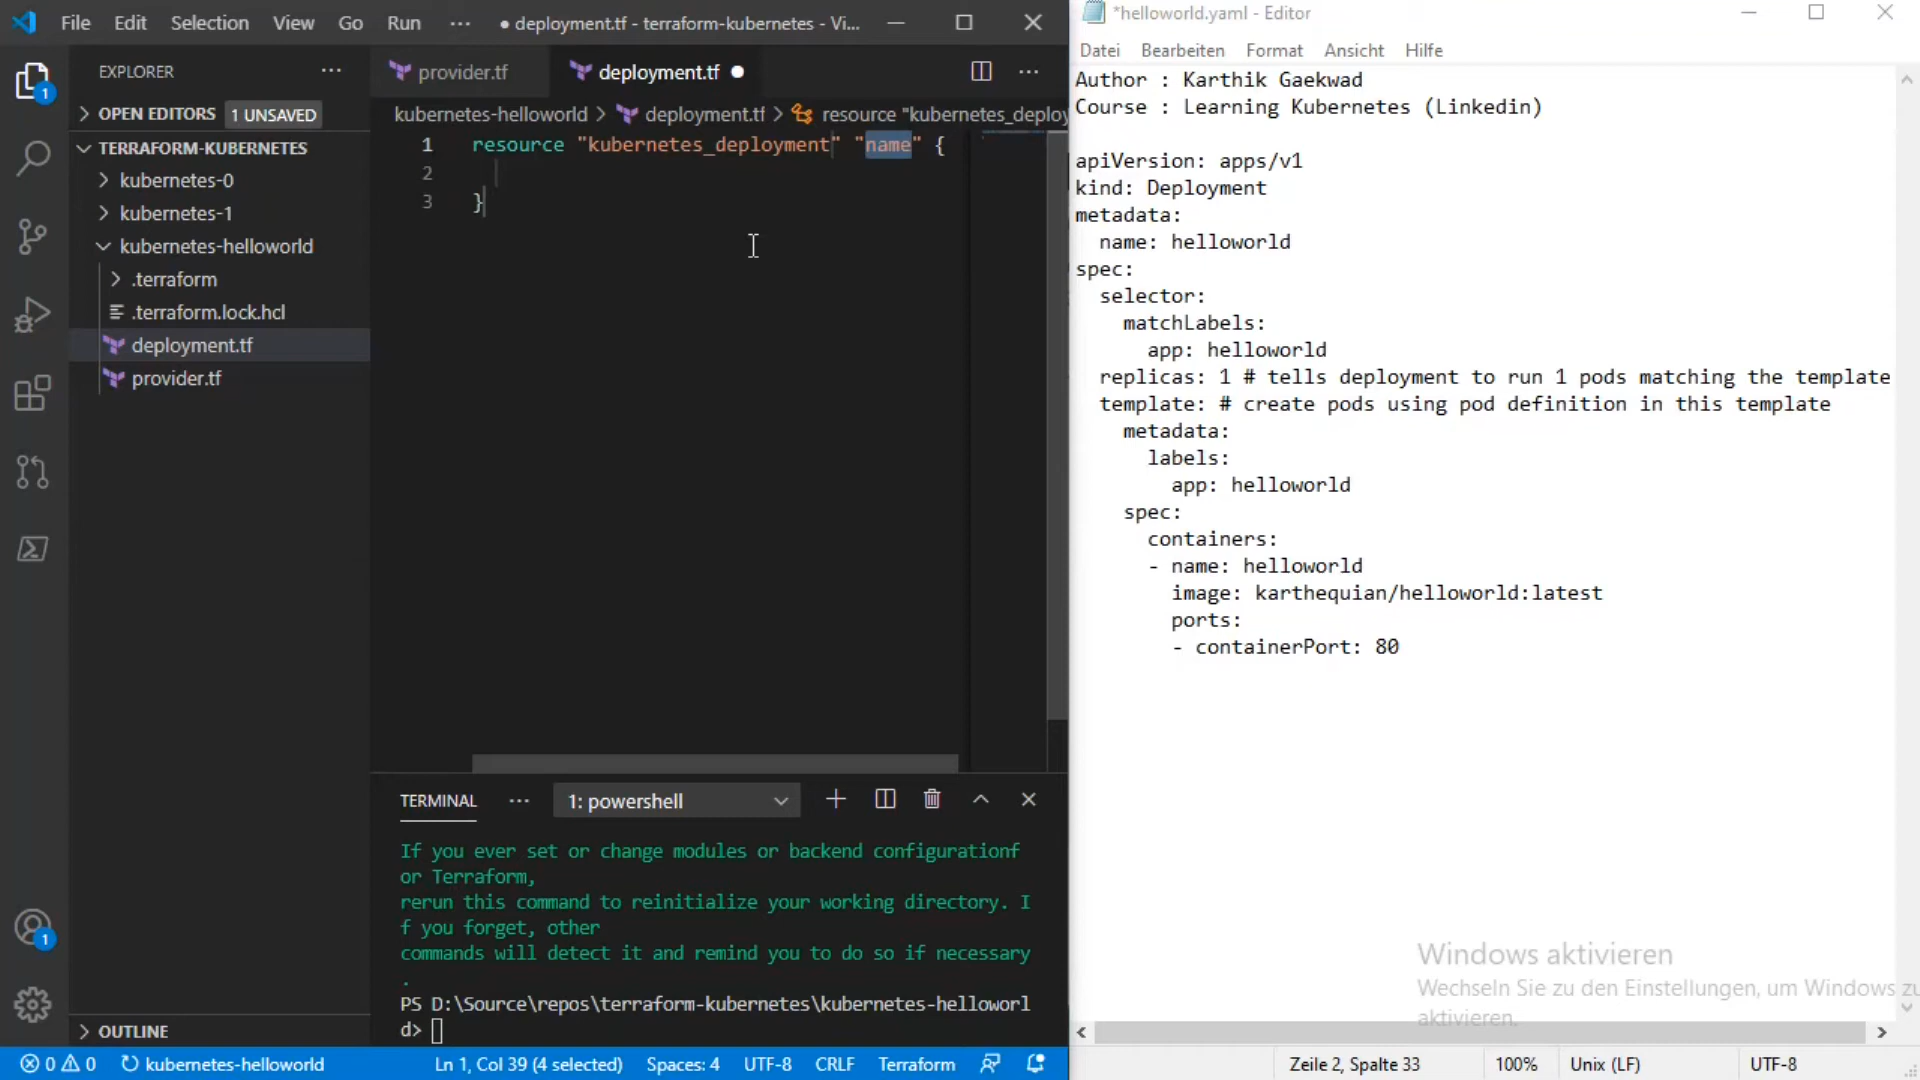 File Edit Selection View Go Run ··· ● deployment.tf - terraform-kubernetes - Vi...
EXPLORER
OPEN EDITORS 1 UNSAVED
TERRAFORM-KUBERNETES
kubernetes-0
kubernetes-1
kubernetes-helloworld
.terraform
.terraform.lock.hcl
deployment.tf
provider.tf
OUTLINE
1
1
provider.tf deployment.tf ●
kubernetes-helloworld > deployment.tf > resource "kubernetes_deploy
1 resource "kubernetes_deployment" "name" {
2
3 }
TERMINAL ··· 1: powershell
If you ever set or change modules or backend configurationf
or Terraform,
rerun this command to reinitialize your working directory. I
f you forget, other
commands will detect it and remind you to do so if necessary
.
PS D:\Source\repos\terraform-kubernetes\kubernetes-helloworl
d>
0 0 kubernetes-helloworld Ln 1, Col 39 (4 selected) Spaces: 4 UTF-8 CRLF Terraform
*helloworld.yaml - Editor
Datei Bearbeiten Format Ansicht Hilfe
Author : Karthik Gaekwad
Course : Learning Kubernetes (Linkedin)
apiVersion: apps/v1
kind: Deployment
metadata:
name: helloworld
spec:
selector:
matchLabels:
app: helloworld
replicas: 1 # tells deployment to run 1 pods matching the template
template: # create pods using pod definition in this template
metadata:
labels:
app: helloworld
spec:
containers:
- name: helloworld
image: karthequian/helloworld:latest
ports:
- containerPort: 80
Windows aktivieren
Wechseln Sie zu den Einstellungen, um Windows zu
aktivieren.
Zeile 2, Spalte 33 100% Unix (LF) UTF-8